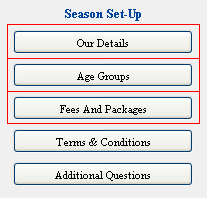 Season Set-Up
Our Details
Age Groups
Fees And Packages
Terms & Conditions
Additional Questions